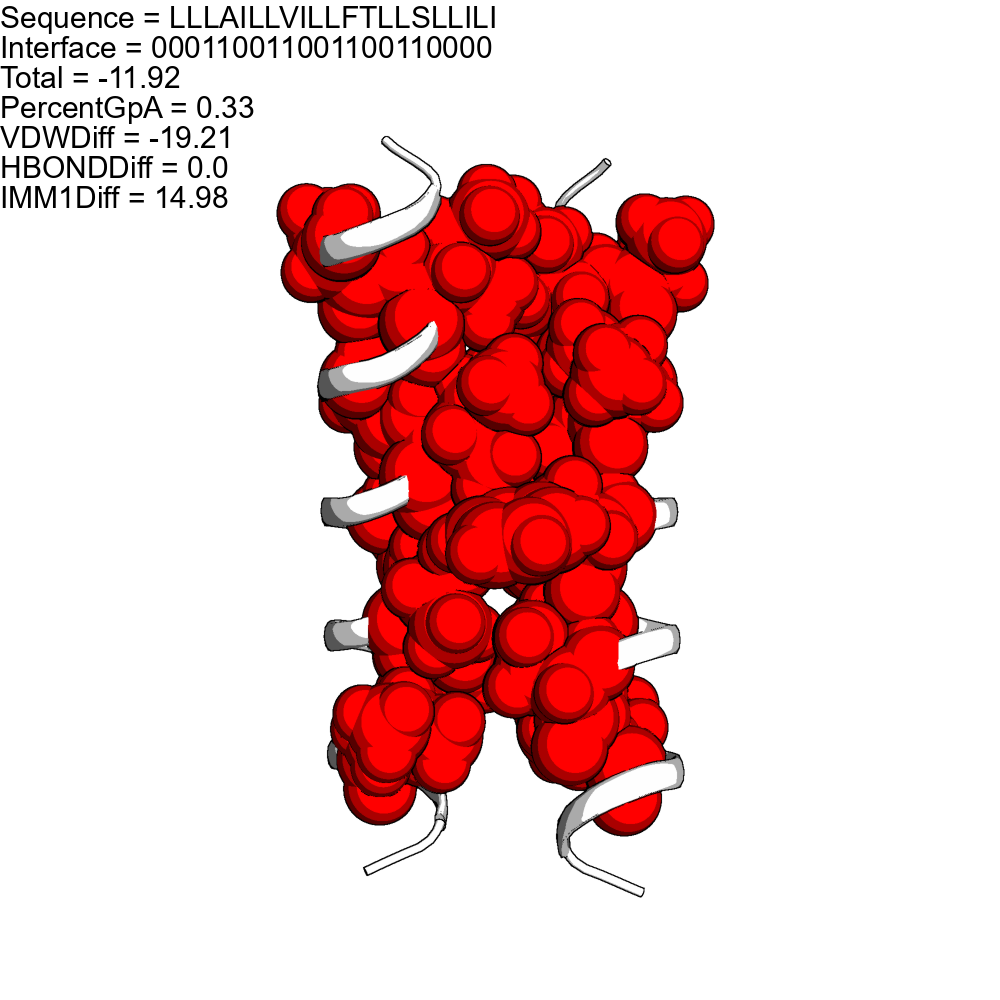 Sequence = LLLAILLVILLFTLLSLLILI
Interface = 000110011001100110000
Total = -11.92
PercentGpA = 0.33
VDWDiff = -19.21
HBONDDiff = 0.0
IMM1Diff = 14.98